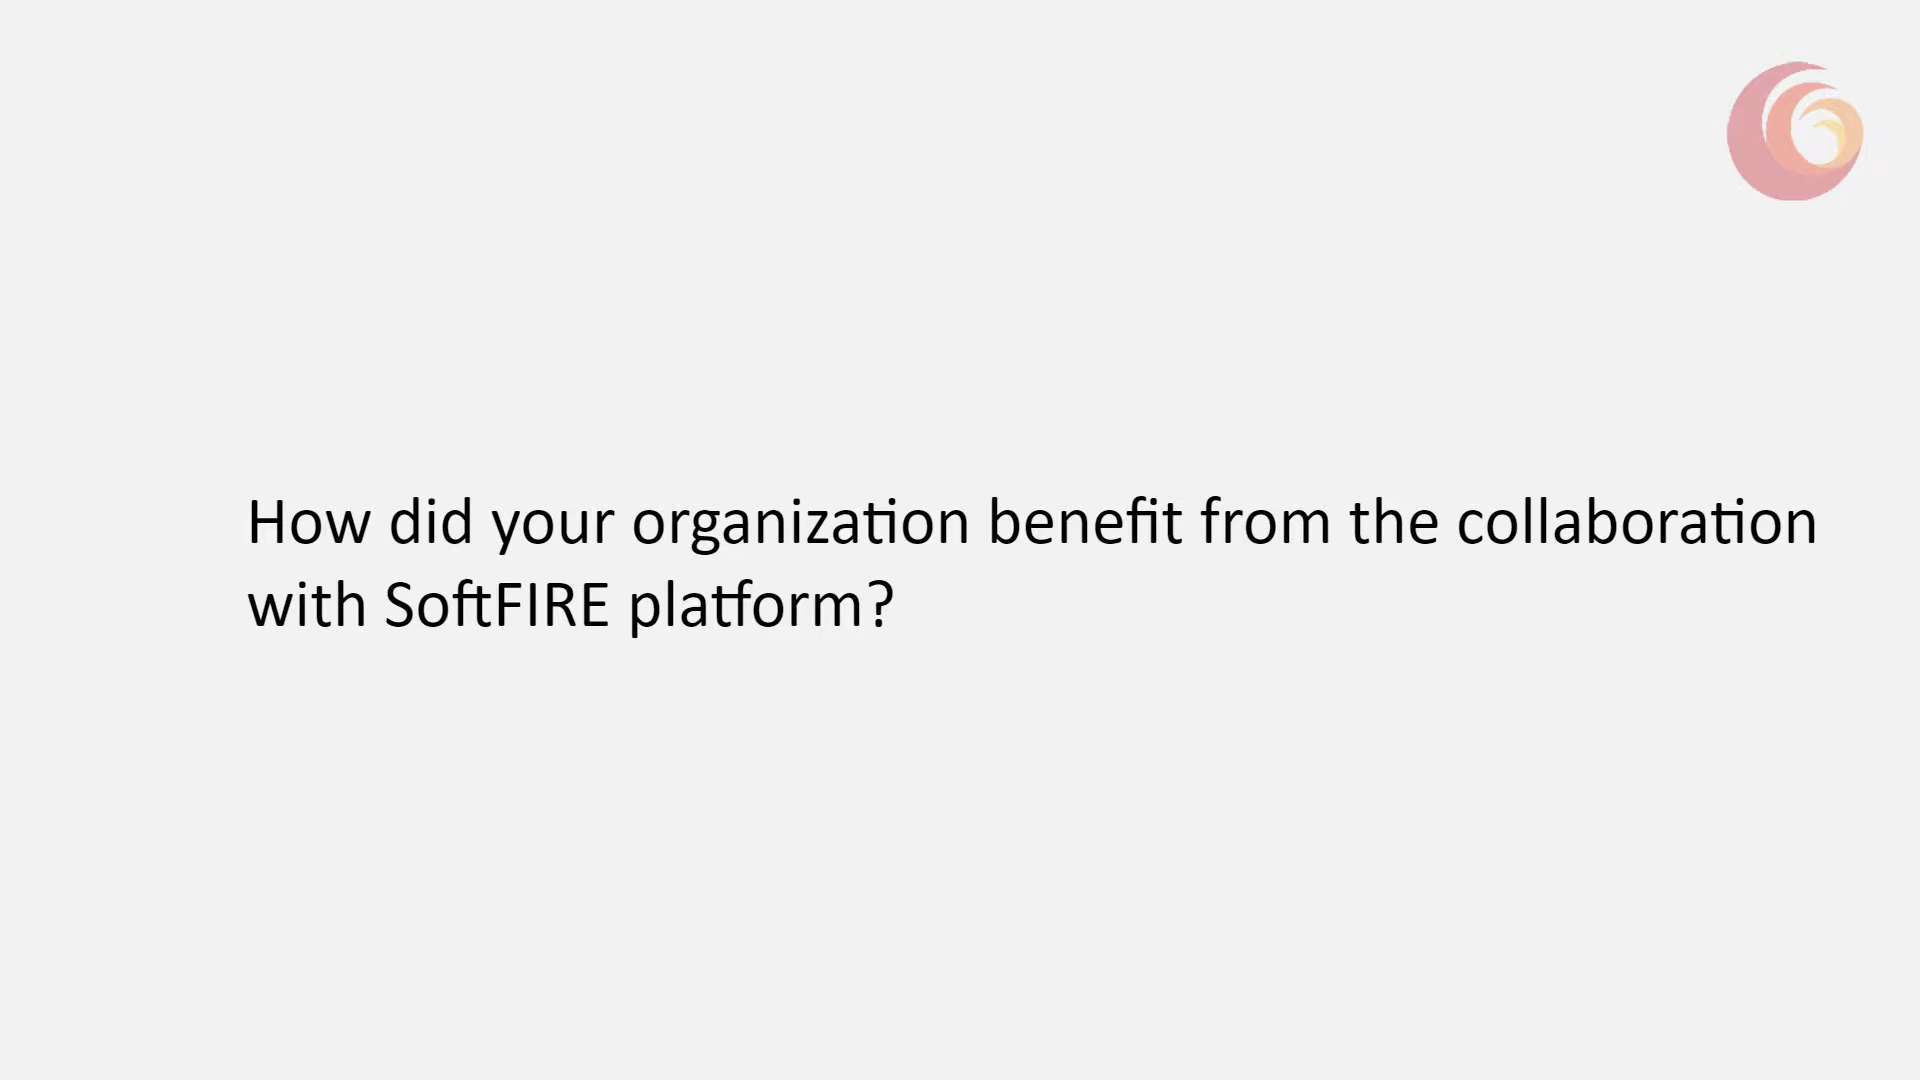 How did your organization benefit from the collaboration
with SoftFIRE platform?